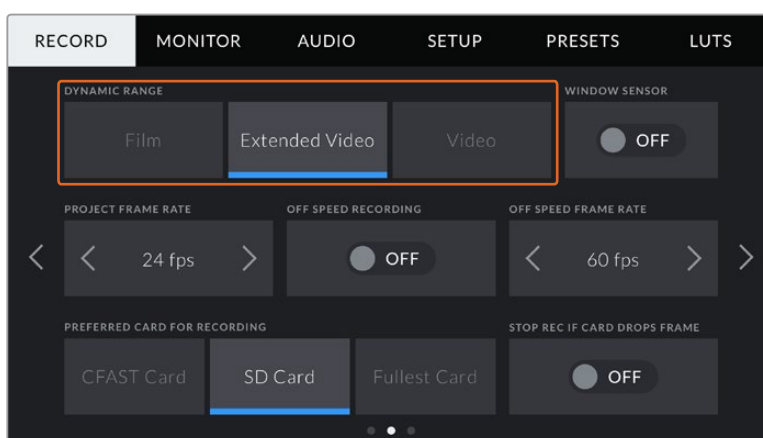 RECORD MONITOR AUDIO SETUP PRESETS LUTS
DYNAMIC RANGE WINDOW SENSOR
Film Extended Video Video OFF
PROJECT FRAME RATE OFF SPEED RECORDING OFF SPEED FRAME RATE
24 fps OFF 60 fps
PREFERRED CARD FOR RECORDING STOP REC IF CARD DROPS FRAME
CFAST Card SD Card Fullest Card OFF